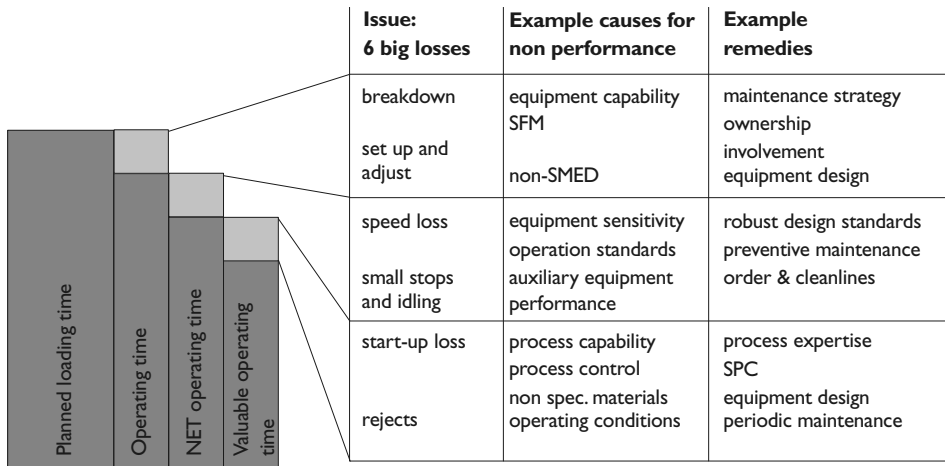 Issue:
6 big losses
Example causes for
non performance
Example
remedies
breakdown
equipment capability
maintenance strategy
SFM
ownership
set up and
involvement
adjust
non-SMED
equipment design
speed loss
equipment sensitivity
robust design standards
operation standards
preventive maintenance
small stops
auxiliary equipment
order & cleanlines
and idling
performance
start-up loss
process capability
process expertise
process control
SPC
non spec. materials
equipment design
rejects
operating conditions
periodic maintenance
Planned loading time
Operating time
NET operating time
Valuable operating
time